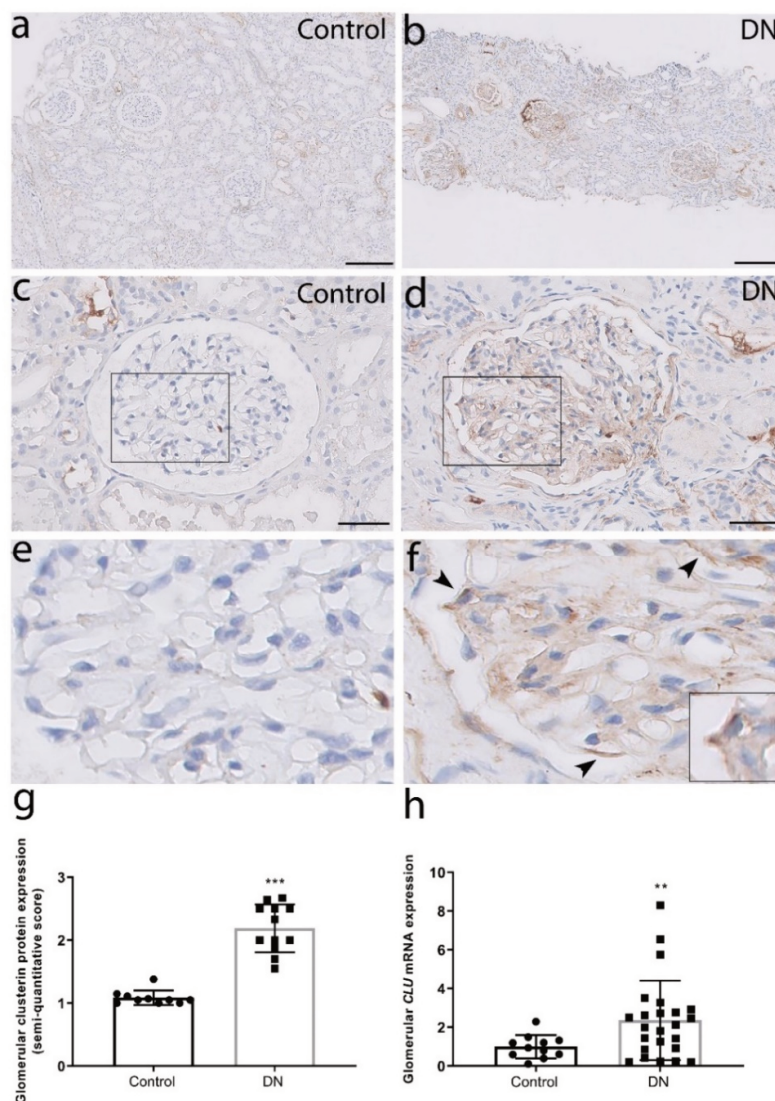 a
Control
b
DN
c
Control
d
DN
e
f
g
h
Glomerular clusterin protein expression
(semi-quantitative score)
3
2
1
0
***
Control
DN
Glomerular CLU mRNA expression
10
8
6
4
2
0
**
Control
DN